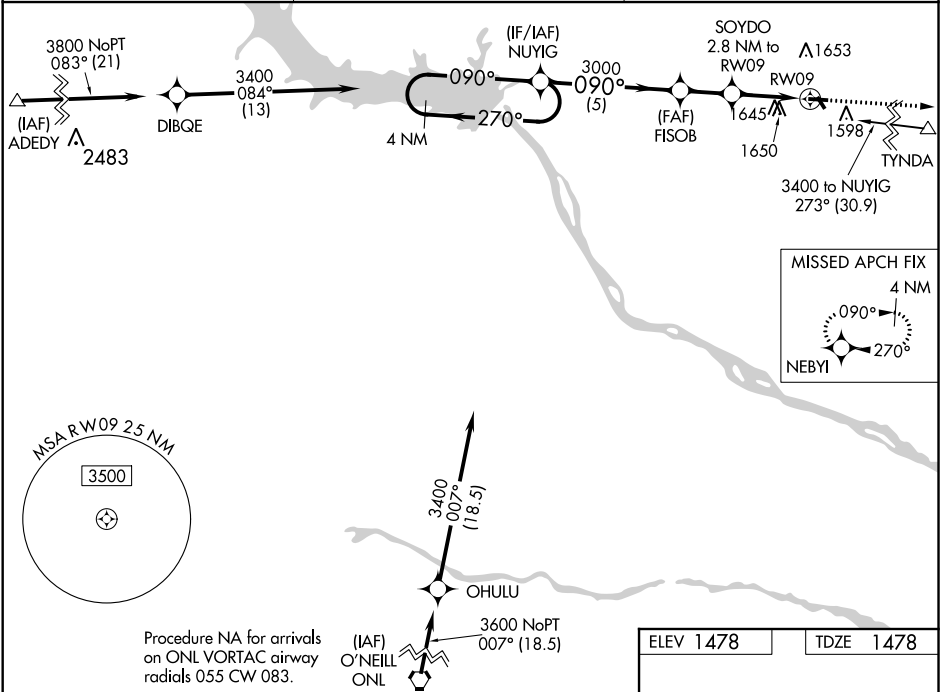 3800 NoPT
083° (21)
(IAF)
ADEDY
2483
DIBQE
3400
084°
(13)
(IF/IAF)
NUYIG
090°
270°
4 NM
3000
090°
(5)
(FAF)
FISOB
SOYDO
2.8 NM to
RW09
1653
RW09
1645
1650
1598
TYNDA
3400 to NUYIG
273° (30.9)
MISSED APCH FIX
4 NM
090°
270°
NEBYI
MSA RW09 25 NM
3500
3400
007°
(18.5)
OHULU
3600 NoPT
007° (18.5)
(IAF)
O'NEILL
ONL
Procedure NA for arrivals
on ONL VORTAC airway
radials 055 CW 083.
ELEV 1478
TDZE 1478